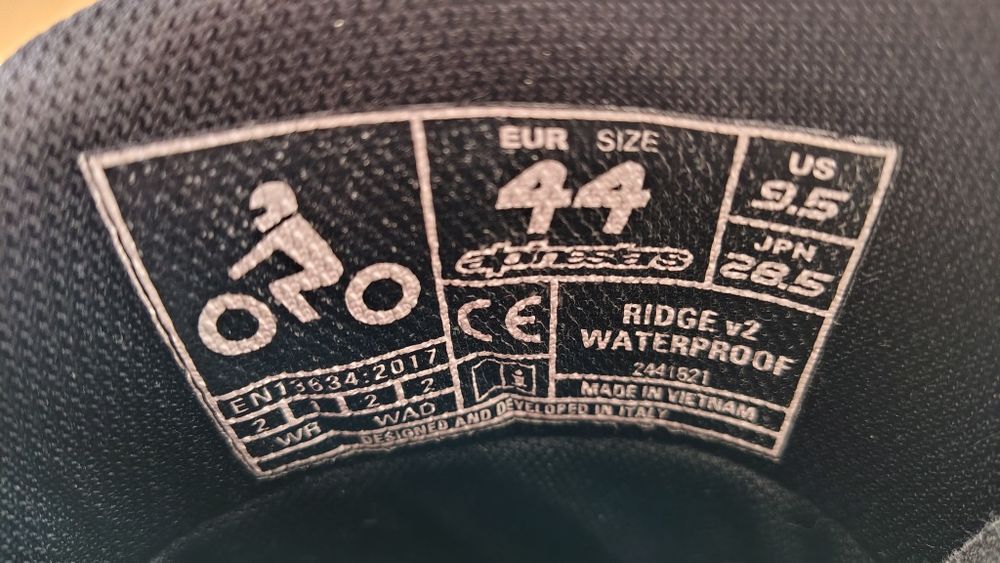 EUR SIZE
44
alpinestars
US
9.5
JPN
28.5
CE
RIDGE v2
WATERPROOF
2441821
EN13634:2017
2 1 2 2
WR WAD
MADE IN VIETNAM
DESIGNED AND DEVELOPED IN ITALY